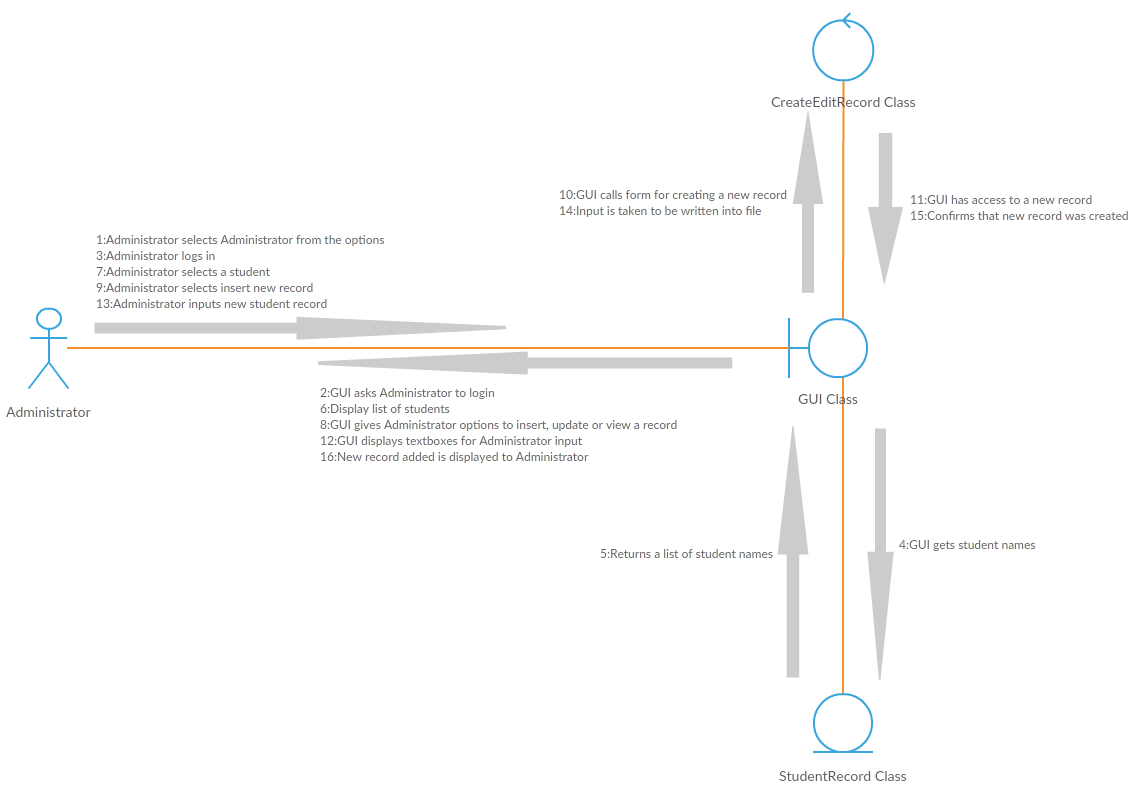 CreateEditRecord Class
10:GUI calls form for creating a new record
14:Input is taken to be written into file
11:GUI has access to a new record
15:Confirms that new record was created
1:Administrator selects Administrator from the options
3:Administrator logs in
7:Administrator selects a student
9:Administrator selects insert new record
13:Administrator inputs new student record
Administrator
GUI Class
2:GUI asks Administrator to login
6:Display list of students
8:GUI gives Administrator options to insert, update or view a record
12:GUI displays textboxes for Administrator input
16:New record added is displayed to Administrator
5:Returns a list of student names
4:GUI gets student names
StudentRecord Class